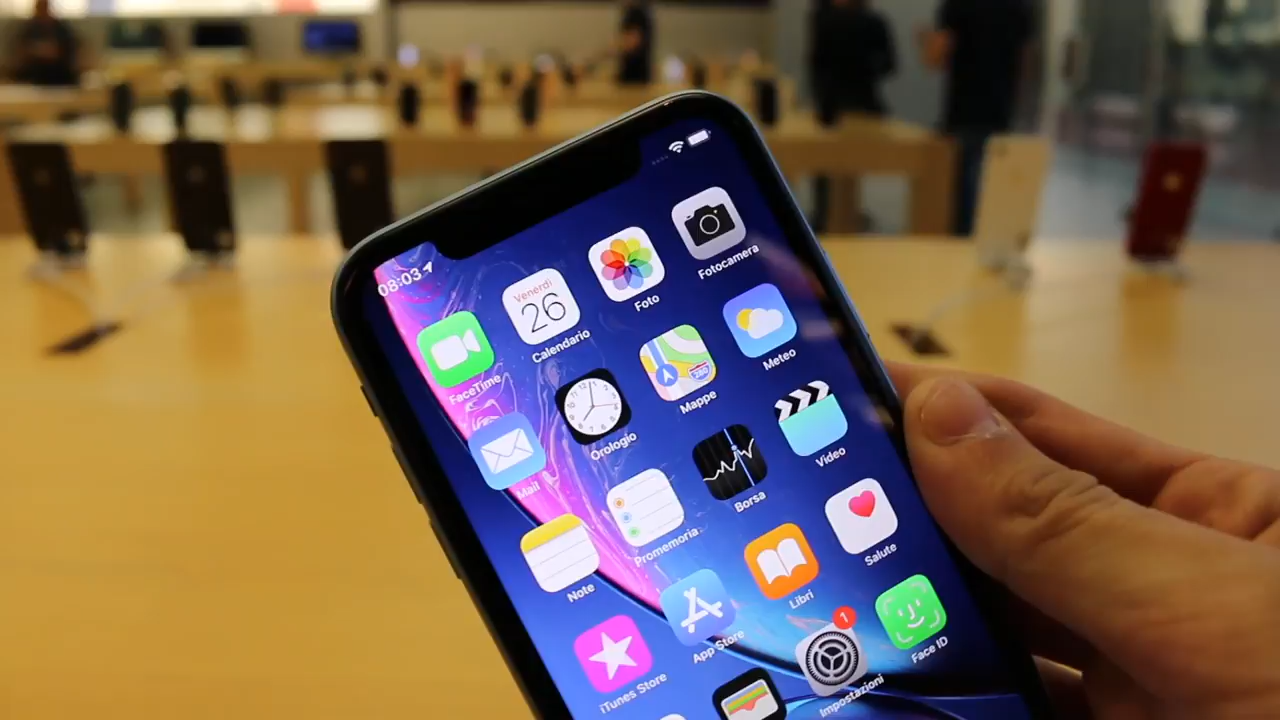 08:03
FaceTime
Venerdì
26
Calendario
Foto
Fotocamera
Mail
Orologio
Mappe
280
Meteo
Note
Promemoria
Borsa
Video
iTunes Store
App Store
Libri
Salute
1
Impostazioni
Face ID